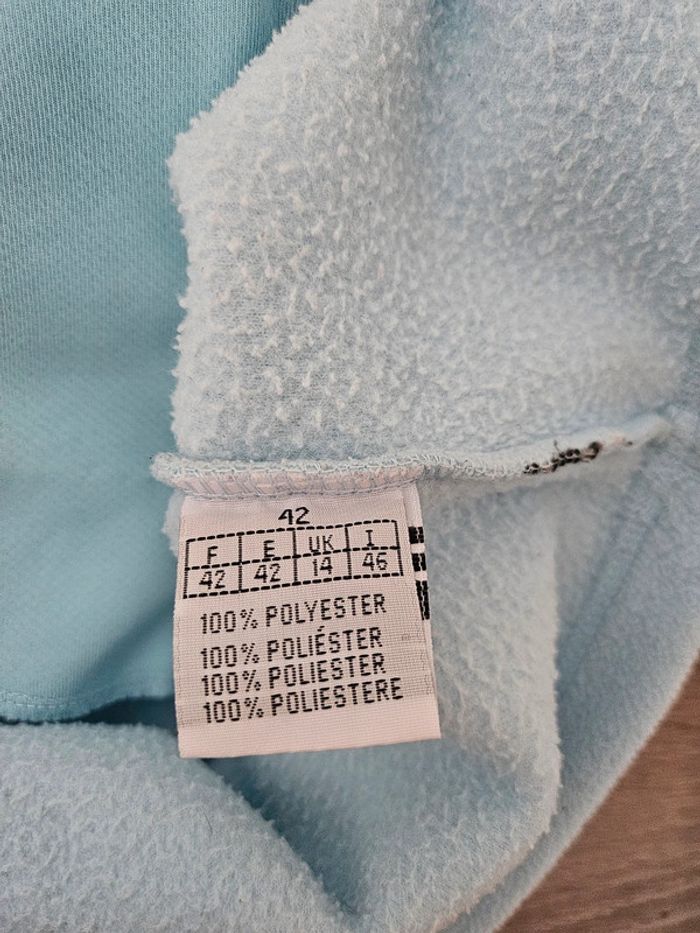 42
F E UK I
42 42 14 46
100% POLYESTER
100% POLIÉSTER
100% POLIESTER
100% POLIESTERE